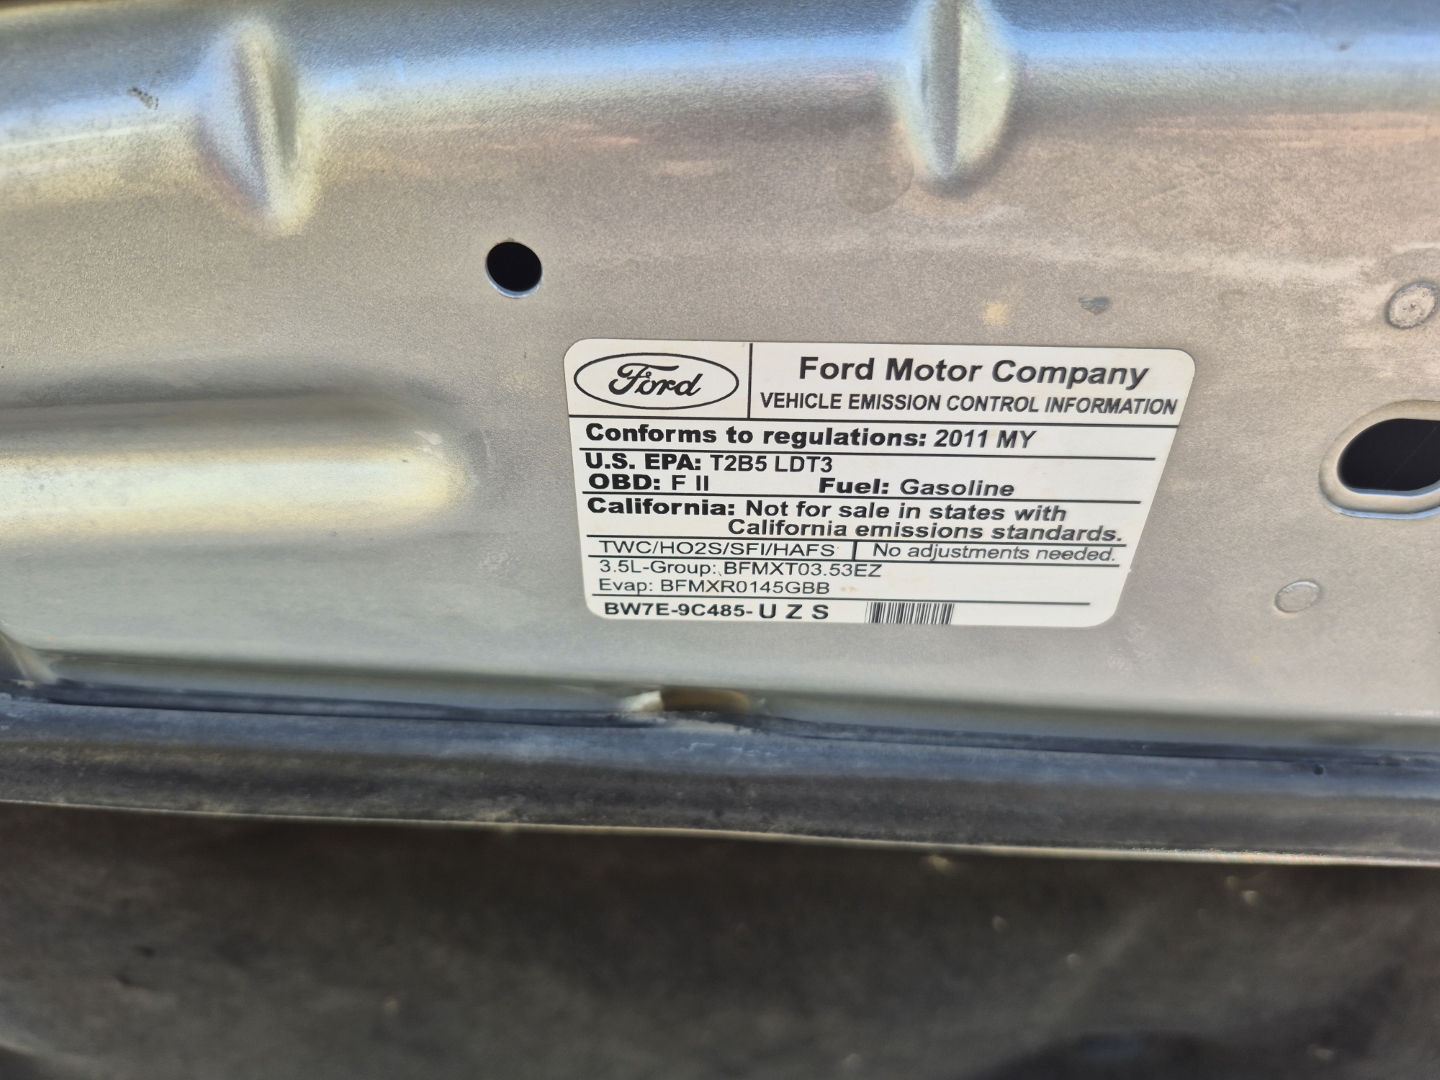 Ford
Ford Motor Company
VEHICLE EMISSION CONTROL INFORMATION
Conforms to regulations: 2011 MY
U.S. EPA: T2B5 LDT3
OBD: F II Fuel: Gasoline
California: Not for sale in states with
California emissions standards.
TWC/HO2S/SFI/HAFS No adjustments needed.
3.5L-Group: BFMXT03.53EZ
Evap: BFMXR0145GBB
BW7E-9C485- U Z S